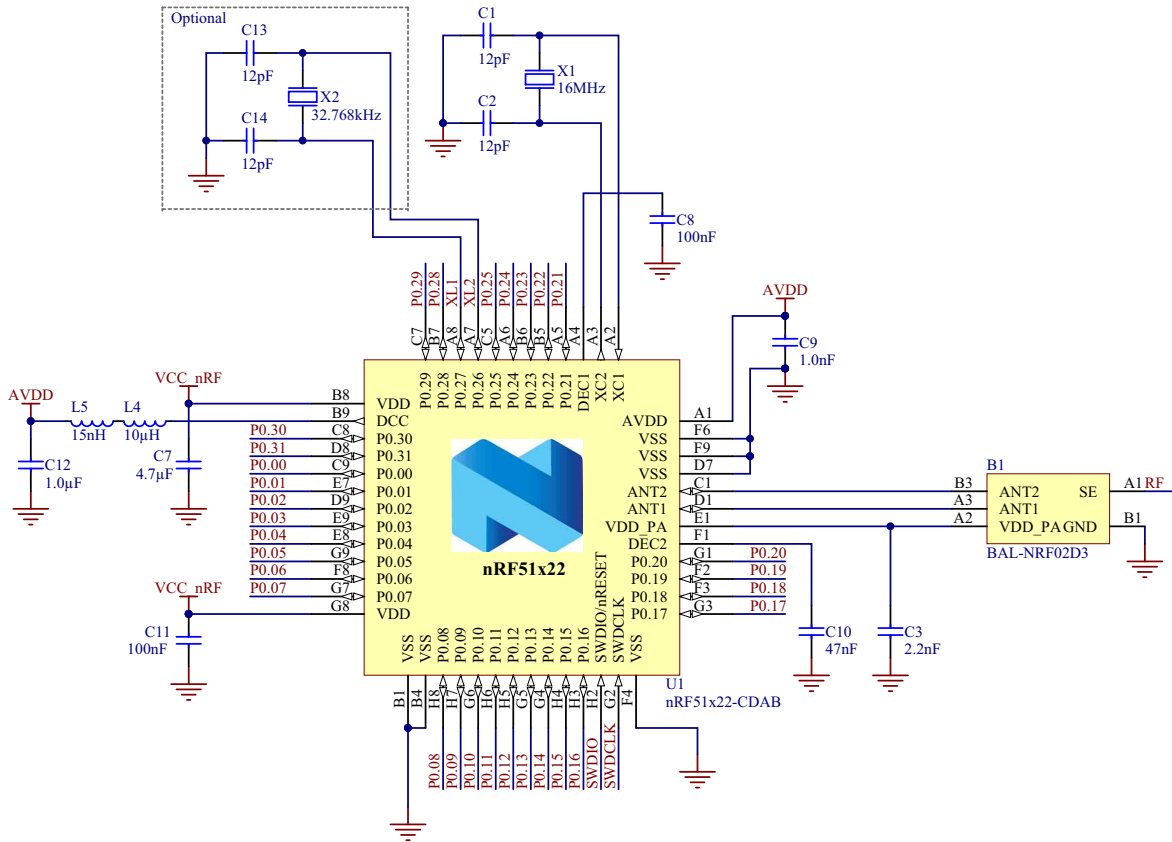 Optional
C13
12pF
X2
32.768kHz
C14
12pF
C1
12pF
X1
16MHz
C2
12pF
C8
100nF
P0.29
P0.28
XL1
XL2
P0.25
P0.24
P0.23
P0.22
P0.21
C7
B7
A8
A7
C5
A6
B6
B5
A5
A4
A3
A2
P0.29
P0.28
P0.27
P0.26
P0.25
P0.24
P0.23
P0.22
P0.21
DEC1
XC2
XC1
AVDD
C9
1.0nF
AVDD
L5
15nH
L4
10µH
C12
1.0µF
VCC_nRF
C7
4.7µF
VCC_nRF
C11
100nF
B8 VDD
B9 DCC
P0.30 C8 P0.30
P0.31 D8 P0.31
P0.00 C9 P0.00
P0.01 E7 P0.01
P0.02 D9 P0.02
P0.03 E9 P0.03
P0.04 E8 P0.04
P0.05 G9 P0.05
P0.06 F8 P0.06
P0.07 G7 P0.07
G8 VDD
nRF51x22
AVDD A1
VSS F6
VSS F9
VSS D7
ANT2 C1
ANT1 D1
VDD_PA E1
DEC2 F1
P0.20 G1 P0.20
P0.19 F2 P0.19
P0.18 F3 P0.18
P0.17 G3 P0.17
B1
B3 ANT2 SE A1 RF
A3 ANT1
A2 VDD_PA GND B1
BAL-NRF02D3
C10
47nF
C3
2.2nF
VSS
VSS
P0.08
P0.09
P0.10
P0.11
P0.12
P0.13
P0.14
P0.15
P0.16
SWDIO/nRESET
SWDCLK
VSS
B1
B4
H8
H7
G6
H6
H5
G5
G4
H4
H3
H2
G2
F4
U1
nRF51x22-CDAB
P0.08
P0.09
P0.10
P0.11
P0.12
P0.13
P0.14
P0.15
P0.16
SWDIO
SWDCLK